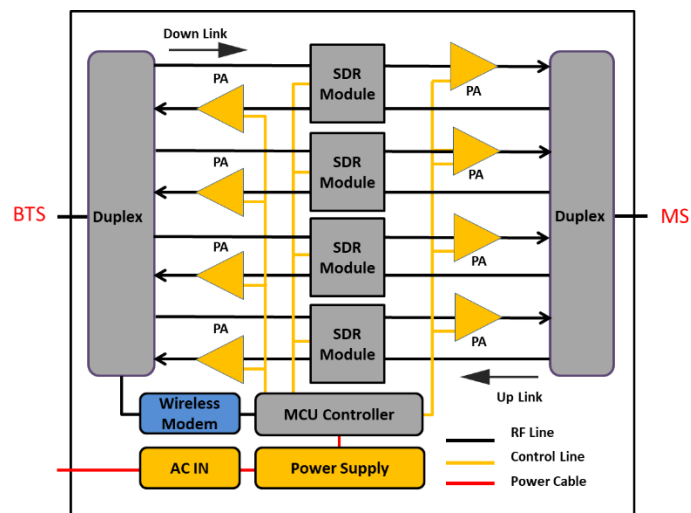 Down Link
PA
SDR
Module
PA
PA
SDR
Module
PA
BTS
Duplex
PA
SDR
Module
PA
Duplex
MS
PA
SDR
Module
PA
Up Link
Wireless
Modem
MCU Controller
AC IN
Power Supply
RF Line
Control Line
Power Cable